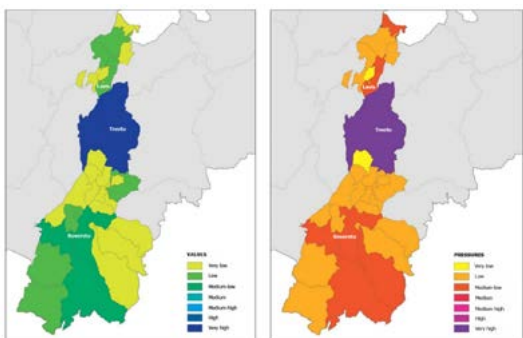 Lavis
Trento
Rovereto
VALUES
Very low
Low
Medium-low
Medium
Medium-high
High
Very high
Lavis
Trento
Rovereto
PRESSURES
Very low
Low
Medium-low
Medium
Medium high
High
Very high